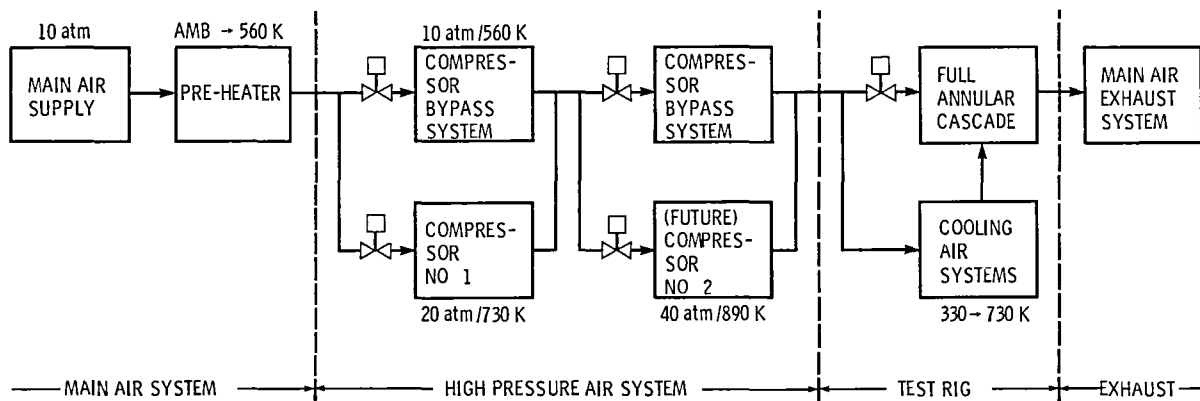 10 atm
MAIN AIR
SUPPLY
AMB → 560 K
PRE-HEATER
10 atm/560 K
COMPRES-
SOR
BYPASS
SYSTEM
COMPRES-
SOR
BYPASS
SYSTEM
FULL
ANNULAR
CASCADE
MAIN AIR
EXHAUST
SYSTEM
COMPRES-
SOR
NO 1
20 atm/730 K
(FUTURE)
COMPRES-
SOR
NO 2
40 atm/890 K
COOLING
AIR
SYSTEMS
330→ 730 K
MAIN AIR SYSTEM
HIGH PRESSURE AIR SYSTEM
TEST RIG
EXHAUST